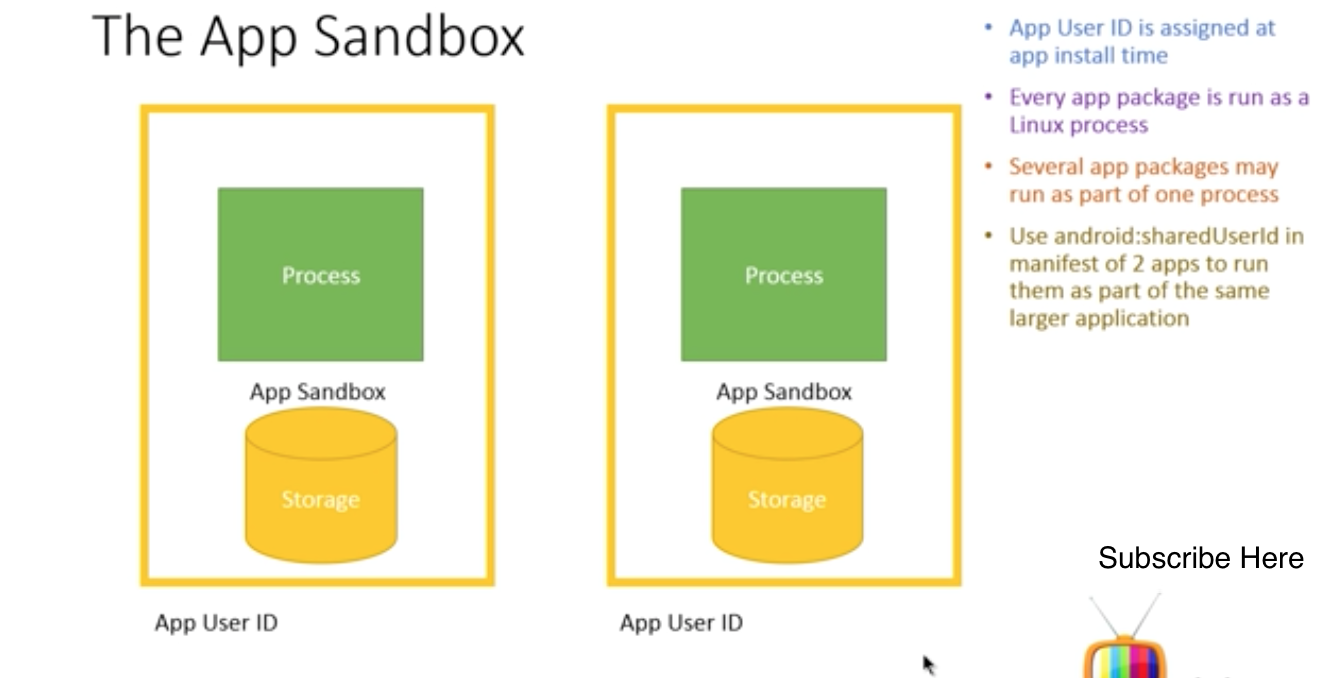 The App Sandbox
Process
App Sandbox
Storage
App User ID
Process
App Sandbox
Storage
App User ID
• App User ID is assigned at
app install time
• Every app package is run as a
Linux process
• Several app packages may
run as part of one process
• Use android:sharedUserId in
manifest of 2 apps to run
them as part of the same
larger application
Subscribe Here